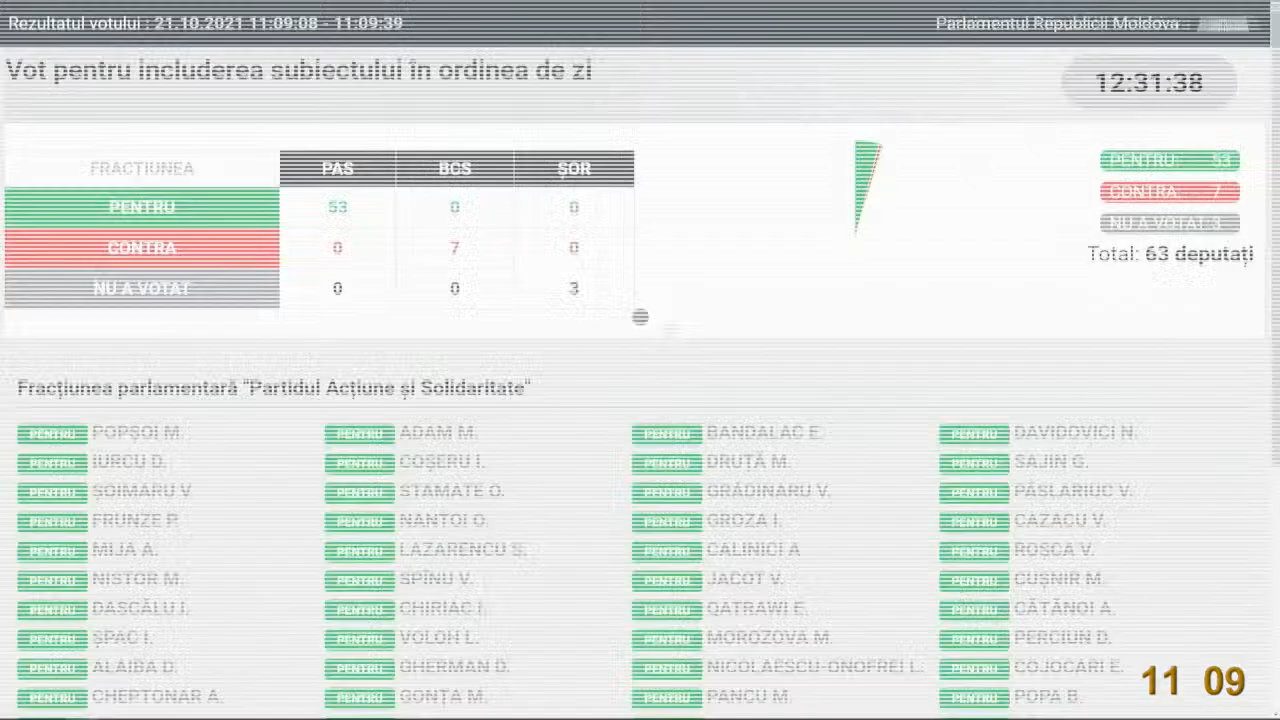 Rezultatul votului : 21.10.2021 11:09:08 - 11:09:39
Parlamentul Republicii Moldova
Vot pentru includerea subiectului în ordinea de zi
12:31:38
FRACȚIUNEA PAS BCS ȘOR
PENTRU 53 0 0
CONTRA 0 7 0
NU A VOTAT 0 0 3
PENTRU: 53
CONTRA: 7
NU A VOTAT 3
Total: 63 deputați
Fracțiunea parlamentară "Partidul Acțiune și Solidaritate"
PENTRU POPȘOI M. PENTRU ADAM M. PENTRU BANDALAC E. PENTRU DAVIDOVICI N.
PENTRU IURCU D. PENTRU COȘERU I. PENTRU DRUȚĂ M. PENTRU SAJIN G.
PENTRU ȘOIMARU V. PENTRU STAMATE O. PENTRU GRĂDINARU V. PENTRU PÂSLARIUC V.
PENTRU FRUNZE P. PENTRU NANTOI O. PENTRU GROZA I. PENTRU CAZACU V.
PENTRU MIJA A. PENTRU LAZARENCU S. PENTRU CALINICI A. PENTRU ROȘCA V.
PENTRU NISTOR M. PENTRU SPÎNU V. PENTRU JACOT V. PENTRU CUȘNIR M.
PENTRU DASCĂLU I. PENTRU CHIRIAC I. PENTRU QATRAWI E. PENTRU CĂTĂNOI A.
PENTRU SPAC I. PENTRU VOLOH L. PENTRU MOROZOVA M. PENTRU PERCIUN D.
PENTRU ALAIBA D. PENTRU GHERMAN D. PENTRU NICOLAESCU-ONOFREI L. PENTRU COJOCARI E.
PENTRU CHEPTONAR A. PENTRU GONȚA M. PENTRU PANCU M. PENTRU POPA B.
11 09